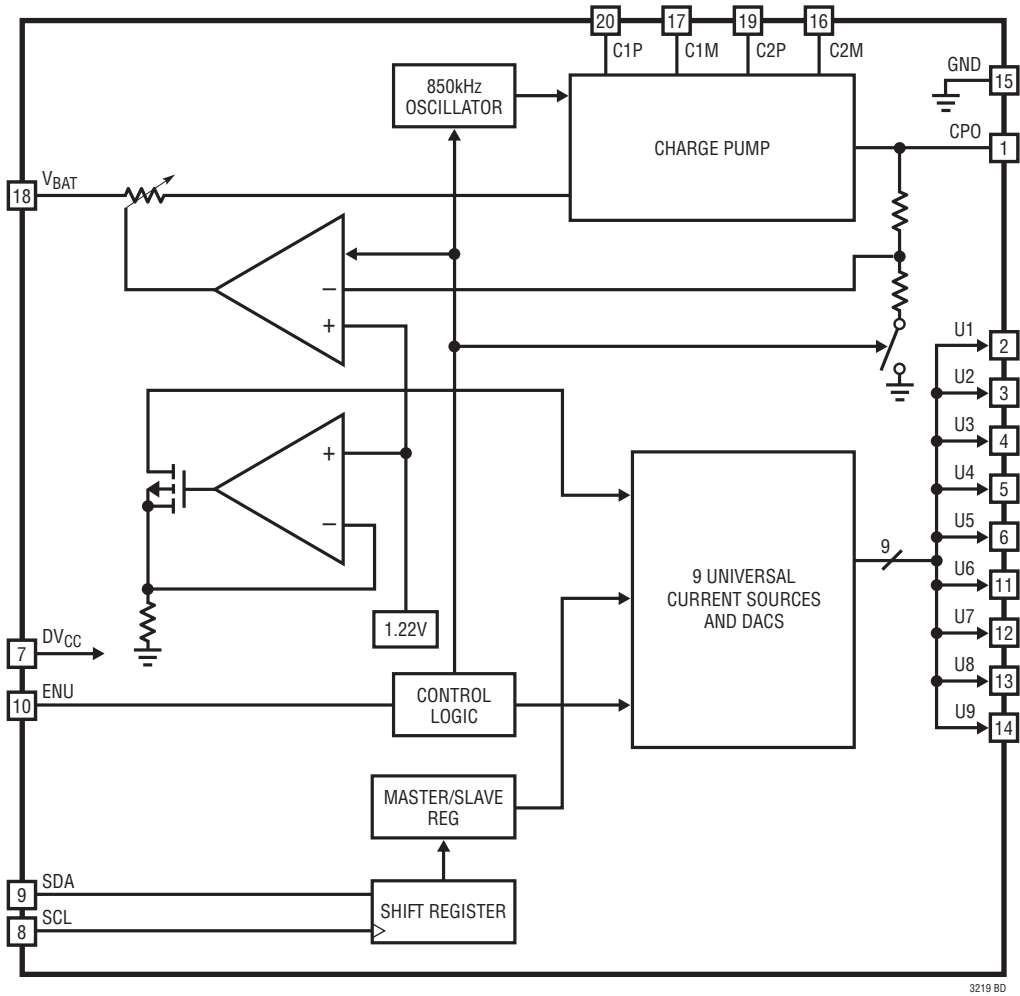 20
17
19
16
C1P
C1M
C2P
C2M
GND
15
850kHz
OSCILLATOR
CHARGE PUMP
CPO
1
18
VBAT
–
+
U1
2
U2
3
+
U3
4
U4
5
–
U5
6
9
9 UNIVERSAL
CURRENT SOURCES
AND DACS
U6
11
1.22V
U7
12
7
DVCC
U8
13
10
ENU
CONTROL
LOGIC
U9
14
MASTER/SLAVE
REG
9
SDA
SHIFT REGISTER
8
SCL
3219 BD